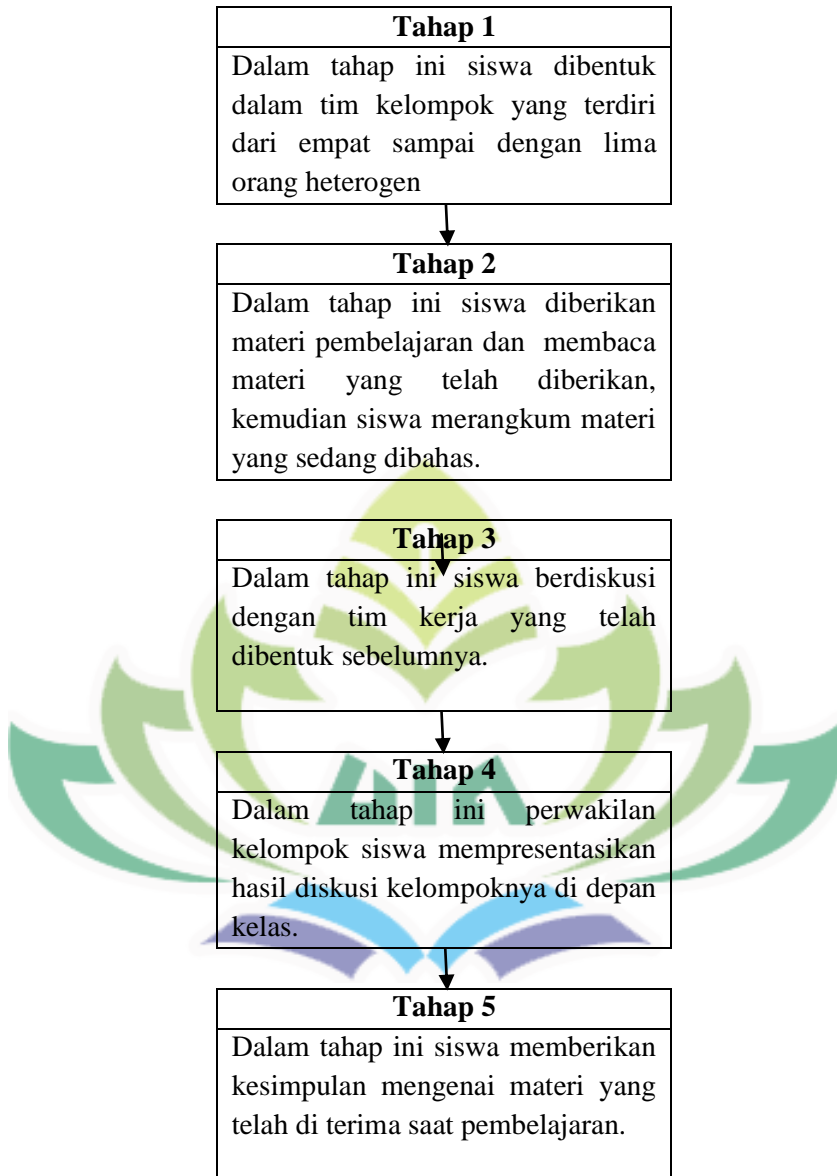 Tahap 1
Dalam tahap ini siswa dibentuk
dalam tim kelompok yang terdiri
dari empat sampai dengan lima
orang heterogen
Tahap 2
Dalam tahap ini siswa diberikan
materi pembelajaran dan membaca
materi yang telah diberikan,
kemudian siswa merangkum materi
yang sedang dibahas.
Tahap 3
Dalam tahap ini siswa berdiskusi
dengan tim kerja yang telah
dibentuk sebelumnya.
Tahap 4
Dalam tahap ini perwakilan
kelompok siswa mempresentasikan
hasil diskusi kelompoknya di depan
kelas.
Tahap 5
Dalam tahap ini siswa memberikan
kesimpulan mengenai materi yang
telah di terima saat pembelajaran.